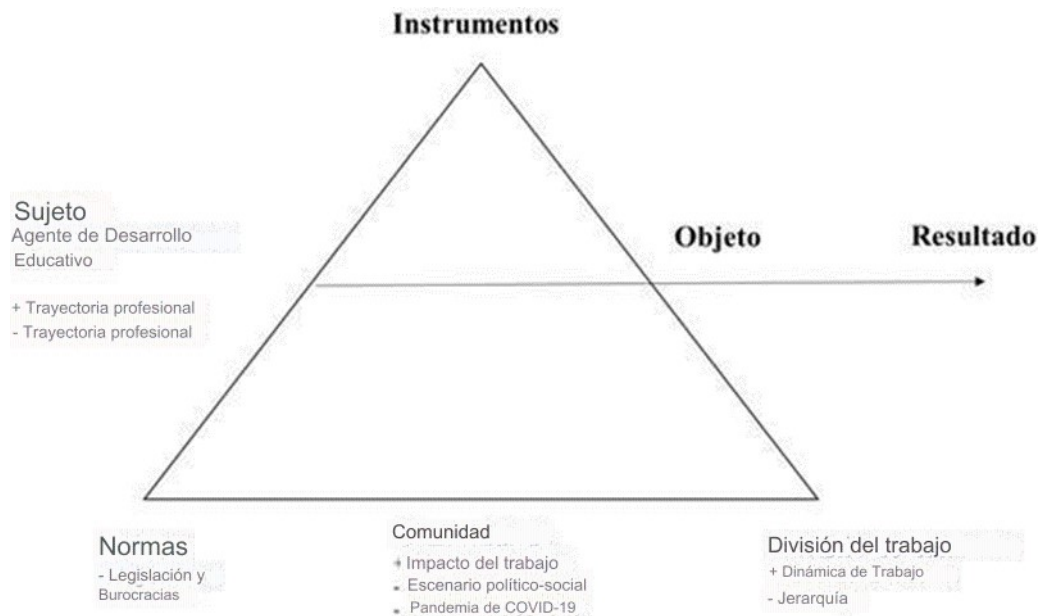 Instrumentos
Sujeto
Agente de Desarrollo
Educativo
+ Trayectoria profesional
- Trayectoria profesional
Objeto
Resultado
Normas
- Legislación y
Burocracias
Comunidad
+ Impacto del trabajo
- Escenario político-social
- Pandemia de COVID-19
División del trabajo
+ Dinámica de Trabajo
- Jerarquía